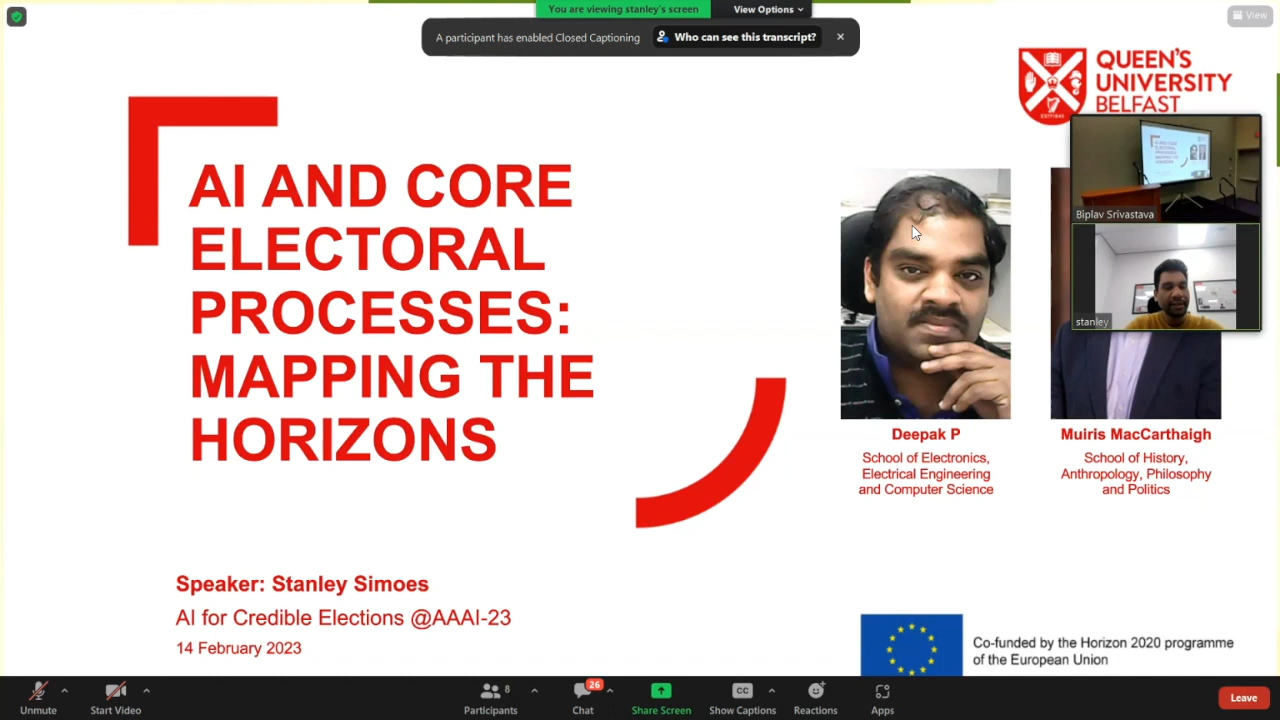 You are viewing stanley's screen
View Options
View
A participant has enabled Closed Captioning
Who can see this transcript?
QUEEN'S
UNIVERSITY
BELFAST
AI AND CORE
ELECTORAL
PROCESSES:
MAPPING THE
HORIZONS
Biplav Srivastava
stanley
Deepak P
School of Electronics,
Electrical Engineering
and Computer Science
Muiris MacCarthaigh
School of History,
Anthropology, Philosophy
and Politics
Speaker: Stanley Simoes
AI for Credible Elections @AAAI-23
14 February 2023
Co-funded by the Horizon 2020 programme
of the European Union
Unmute
Start Video
Participants
8
Chat
26
Share Screen
CC
Show Captions
Reactions
Apps
Leave